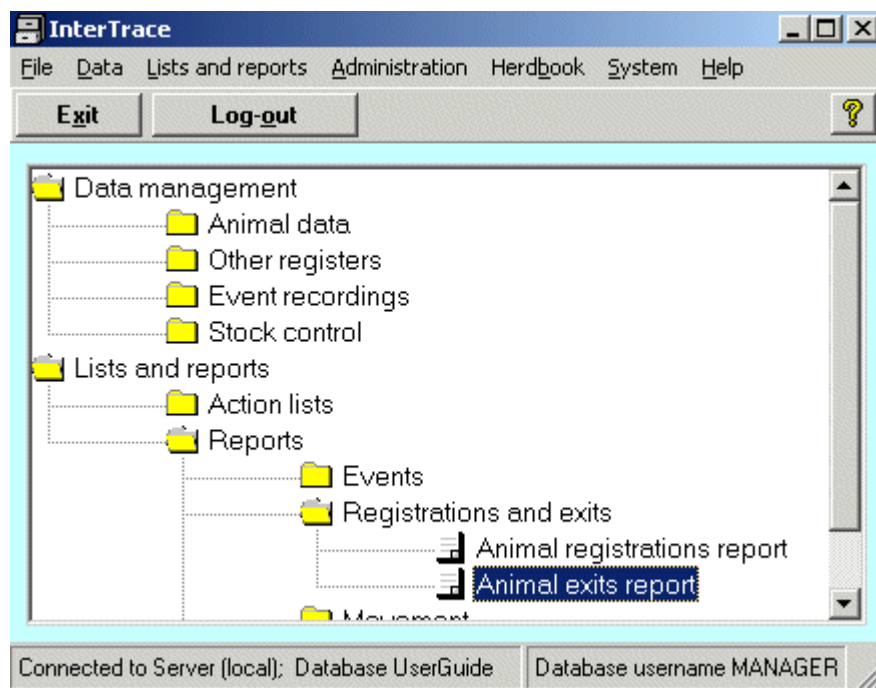 InterTrace
File Data Lists and reports Administration Herdbook System Help
Exit Log-out ?
Data management
Animal data
Other registers
Event recordings
Stock control
Lists and reports
Action lists
Reports
Events
Registrations and exits
Animal registrations report
Animal exits report
Movement
Connected to Server (local); Database UserGuide Database username MANAGER